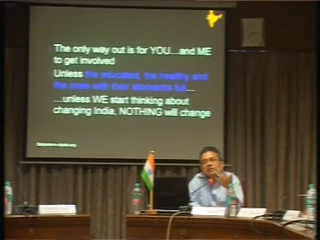 The only way out is for YOU...and ME
to get involved
Unless the educated, the healthy and
the ones with their stomachs full...
...unless WE start thinking about
changing India, NOTHING will change